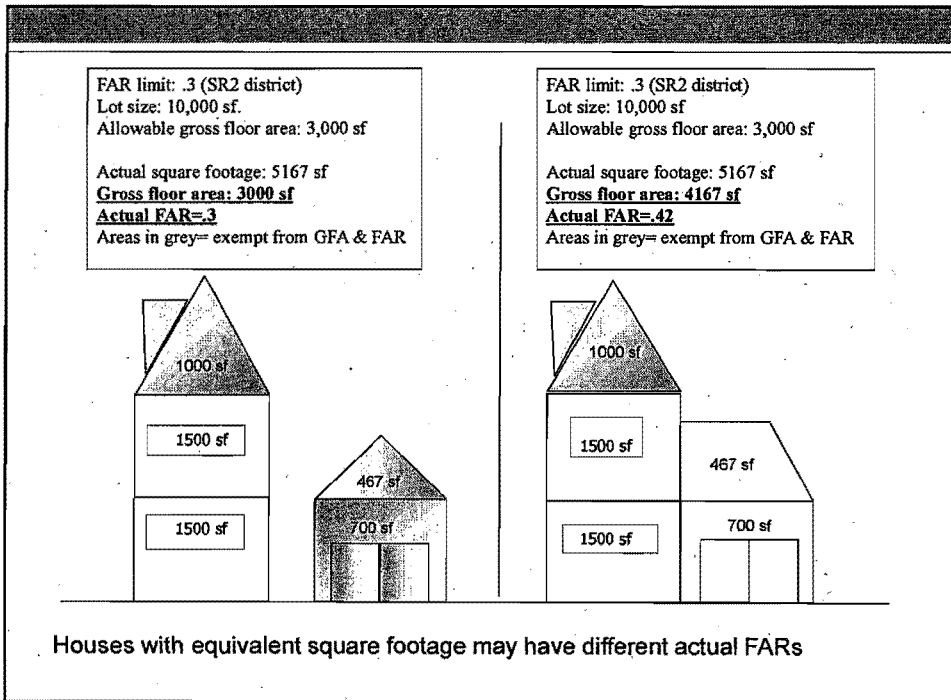 FAR limit: .3 (SR2 district)
Lot size: 10,000 sf.
Allowable gross floor area: 3,000 sf
Actual square footage: 5167 sf
Gross floor area: 3000 sf
Actual FAR=.3
Areas in grey= exempt from GFA & FAR
1000 sf
1500 sf
1500 sf
467 sf
700 sf
FAR limit: .3 (SR2 district)
Lot size: 10,000 sf
Allowable gross floor area: 3,000 sf
Actual square footage: 5167 sf
Gross floor area: 4167 sf
Actual FAR=.42
Areas in grey= exempt from GFA & FAR
1000 sf
1500 sf
1500 sf
467 sf
700 sf
Houses with equivalent square footage may have different actual FARs